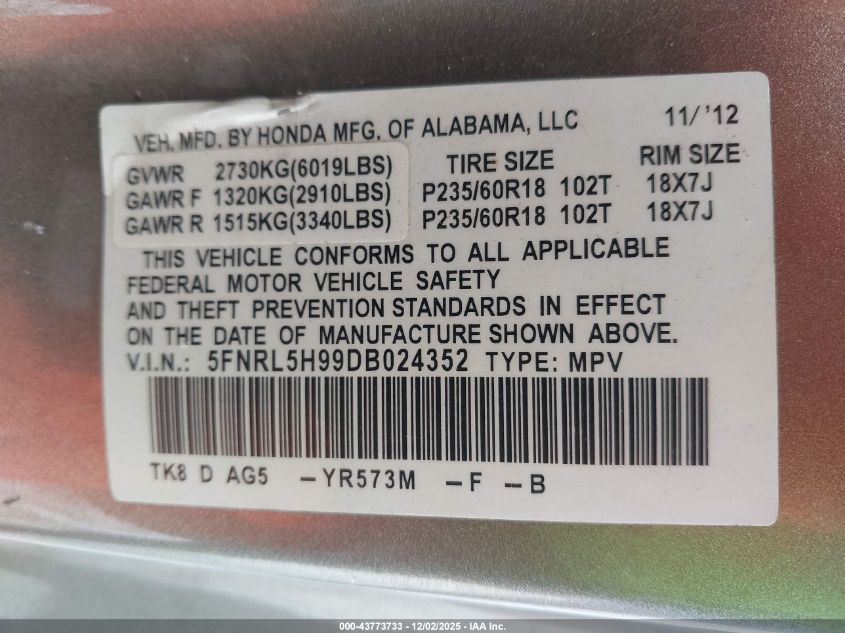 VEH. MFD. BY HONDA MFG. OF ALABAMA, LLC 11/'12
GVWR 2730KG(6019LBS) TIRE SIZE RIM SIZE
GAWR F 1320KG(2910LBS) P235/60R18 102T 18X7J
GAWR R 1515KG(3340LBS) P235/60R18 102T 18X7J
THIS VEHICLE CONFORMS TO ALL APPLICABLE
FEDERAL MOTOR VEHICLE SAFETY
AND THEFT PREVENTION STANDARDS IN EFFECT
ON THE DATE OF MANUFACTURE SHOWN ABOVE.
V.I.N.: 5FNRL5H99DB024352 TYPE: MPV
TK8 D AG5 -YR573M -F -B
000-43773733 - 12/02/2025 - IAA Inc.